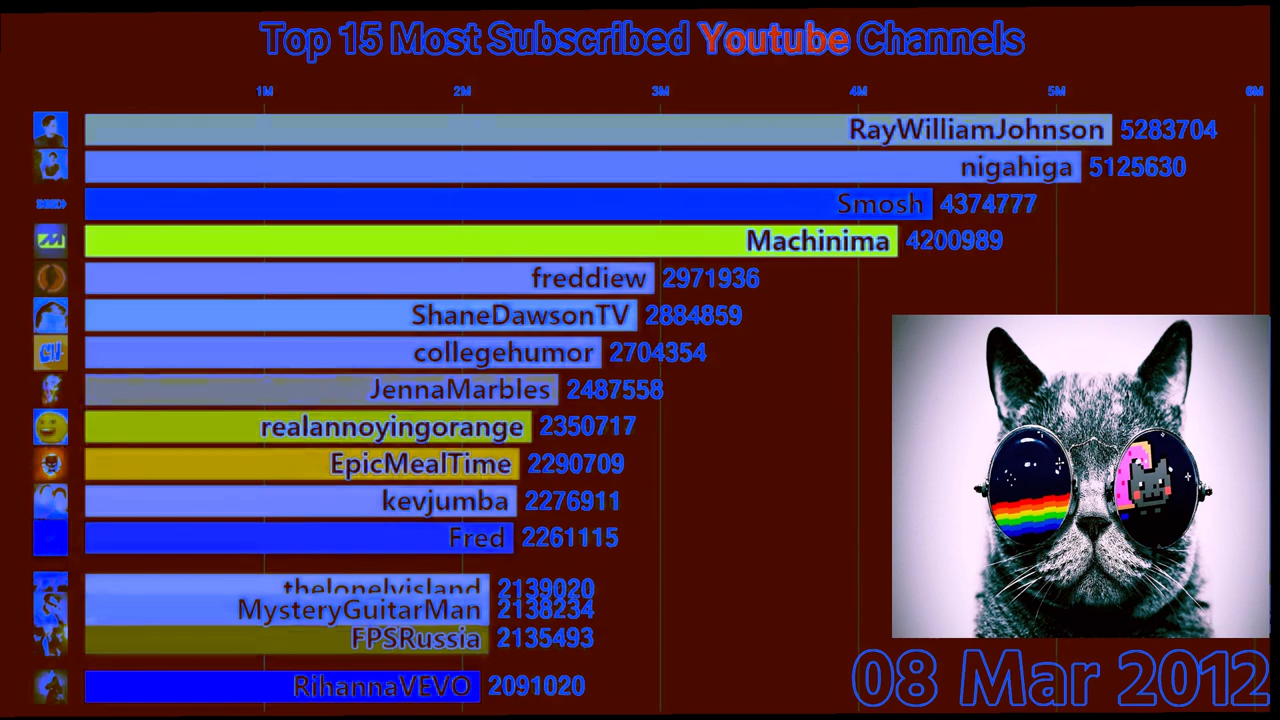 Top 15 Most Subscribed Youtube Channels
1M 2M 3M 4M 5M 6M
RayWilliamJohnson 5283704
nigahiga 5125630
Smosh 4374777
Machinima 4200989
freddiew 2971936
ShaneDawsonTV 2884859
collegehumor 2704354
JennaMarbles 2487558
realannoyingorange 2350717
EpicMealTime 2290709
kevjumba 2276911
Fred 2261115
thelonelyisland 2139020
MysteryGuitarMan 2138234
FPSRussia 2135493
RihannaVEVO 2091020
08 Mar 2012